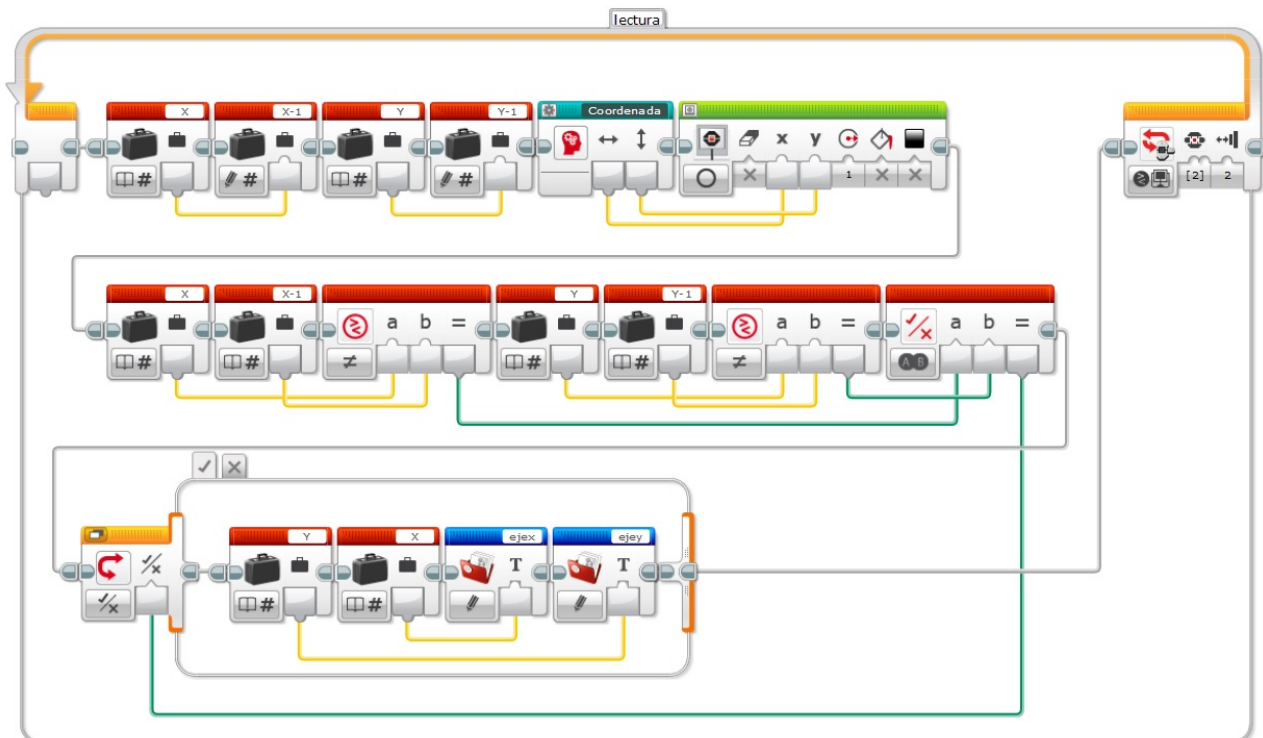 lectura
X X-1 Y Y-1 Coordenada
x y
# # # # 1 [2] 2
X X-1 Y Y-1
a b = a b = a b =
# # ≠ # # ≠ A B
Y X ejex ejey
T T
# #